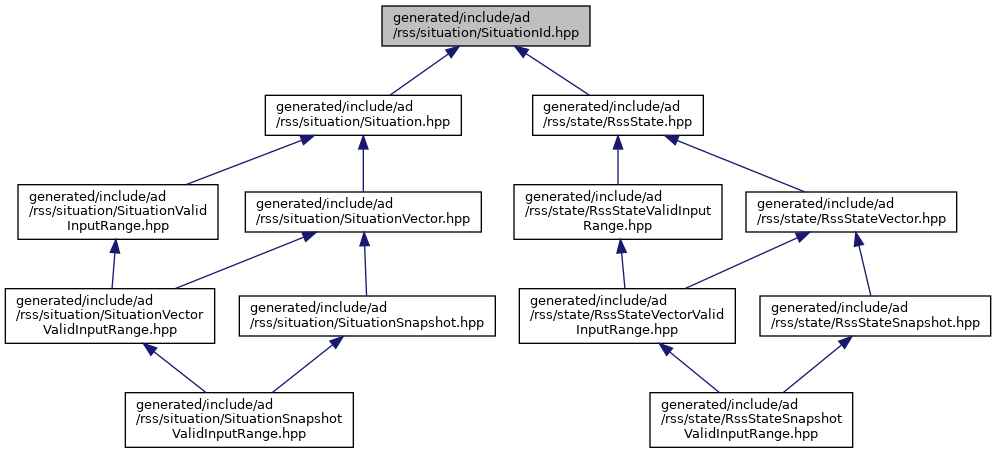 generated/include/ad
/rss/situation/SituationId.hpp
generated/include/ad
/rss/situation/Situation.hpp
generated/include/ad
/rss/state/RssState.hpp
generated/include/ad
/rss/situation/SituationValid
InputRange.hpp
generated/include/ad
/rss/situation/SituationVector.hpp
generated/include/ad
/rss/state/RssStateValidInput
Range.hpp
generated/include/ad
/rss/state/RssStateVector.hpp
generated/include/ad
/rss/situation/SituationVector
ValidInputRange.hpp
generated/include/ad
/rss/situation/SituationSnapshot.hpp
generated/include/ad
/rss/state/RssStateVectorValid
InputRange.hpp
generated/include/ad
/rss/state/RssStateSnapshot.hpp
generated/include/ad
/rss/situation/SituationSnapshot
ValidInputRange.hpp
generated/include/ad
/rss/state/RssStateSnapshot
ValidInputRange.hpp